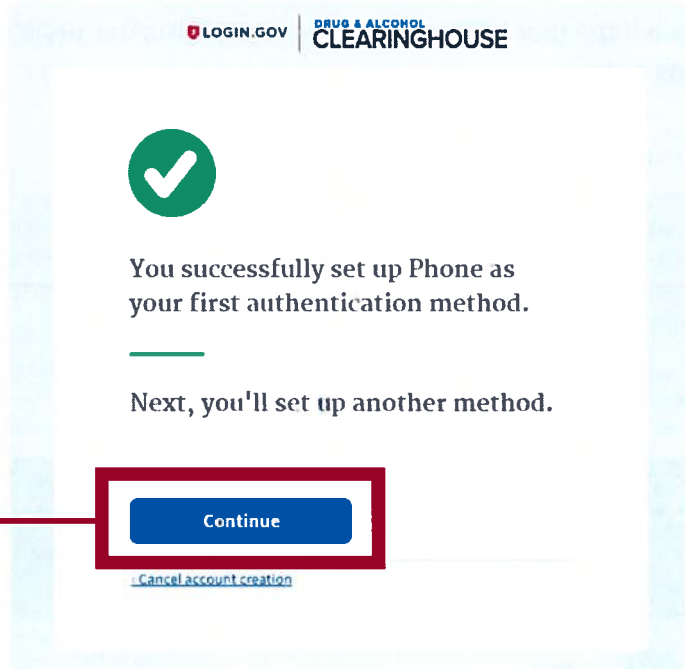 LOGIN.GOV
DRUG & ALCOHOL
CLEARINGHOUSE
You successfully set up Phone as
your first authentication method.
Next, you'll set up another method.
Continue
‹ Cancel account creation